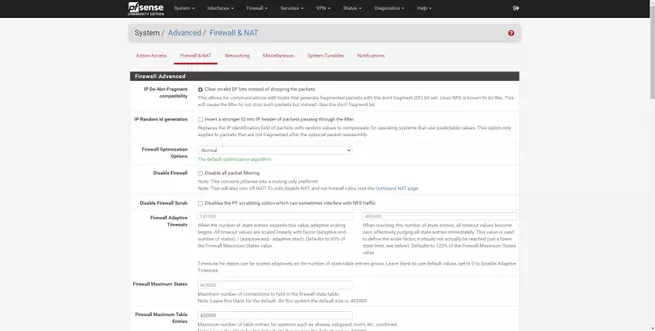 pfsense
COMMUNITY EDITION
System Interfaces Firewall Services VPN Status Diagnostics Help
System / Advanced / Firewall & NAT
Admin Access Firewall & NAT Networking Miscellaneous System Tunables Notifications
Firewall Advanced
IP Do-Not-Fragment compatibility
Clear invalid DF bits instead of dropping the packets
This allows for communications with hosts that generate fragmented packets with the don't fragment (DF) bit set. Linux NFS is known to do this. This
will cause the filter to not drop such packets but instead clear the don't fragment bit.
IP Random id generation
Insert a stronger ID into IP header of packets passing through the filter.
Replaces the IP identification field of packets with random values to compensate for operating systems that use predictable values. This option only
applies to packets that are not fragmented after the optional packet reassembly.
Firewall Optimization Options
Normal
The default optimization algorithm
Disable Firewall
Disable all packet filtering
Note: This converts pfSense into a routing only platform!
Note: This will also turn off NAT! To only disable NAT, and not firewall rules, visit the Outbound NAT page.
Disable Firewall Scrub
Disables the PF scrubbing option which can sometimes interfere with NFS traffic.
Firewall Adaptive Timeouts
When the number of state entries exceeds this value, adaptive scaling
begins. All timeout values are scaled linearly with factor (adaptive.end -
number of states) / (adaptive.end - adaptive.start). Defaults to 60% of
the Firewall Maximum States value
When reaching this number of state entries, all timeout values become
zero, effectively purging all state entries immediately. This value is used
to define the scale factor, it should not actually be reached (set a lower
state limit, see below). Defaults to 120% of the Firewall Maximum States
value
Timeouts for states can be scaled adaptively as the number of state table entries grows. Leave blank to use default values, set to 0 to disable Adaptive
Timeouts.
Firewall Maximum States
Maximum number of connections to hold in the firewall state table.
Note: Leave this blank for the default. On this system the default size is:
Firewall Maximum Table Entries
400000
Maximum number of table entries for systems such as aliases, sshguard, snort, etc, combined.